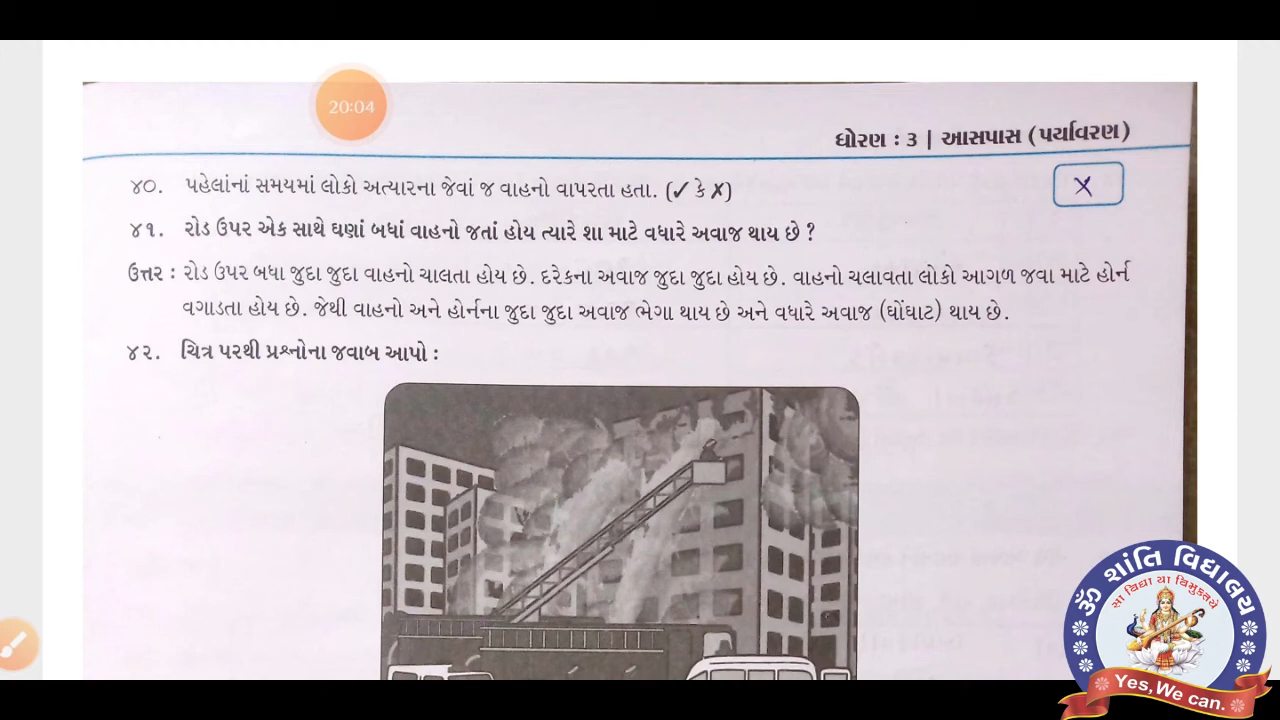 20:04
ધોરણ : 3 | આસપાસ (પર્યાવરણ)
૪૦. પહેલાંનાં સમયમાં લોકો અત્યારના જેવાં જ વાહનો વાપરતા હતા. (✓ કે ✗)
X
૪૧. રોડ ઉપર એક સાથે ઘણાં બધાં વાહનો જતાં હોય ત્યારે શા માટે વધારે અવાજ થાય છે ?
ઉત્તર : રોડ ઉપર બધા જુદા જુદા વાહનો ચાલતા હોય છે. દરેકના અવાજ જુદા જુદા હોય છે. વાહનો ચલાવતા લોકો આગળ જવા માટે હોર્ન
વગાડતા હોય છે. જેથી વાહનો અને હોર્નના જુદા જુદા અવાજ ભેગા થાય છે અને વધારે અવાજ (ઘોંઘાટ) થાય છે.
૪૨. ચિત્ર પરથી પ્રશ્નોના જવાબ આપો :
ૐ શાંતિ વિદ્યાલય
સા વિદ્યા યા વિમુક્તયે
Yes, We can.